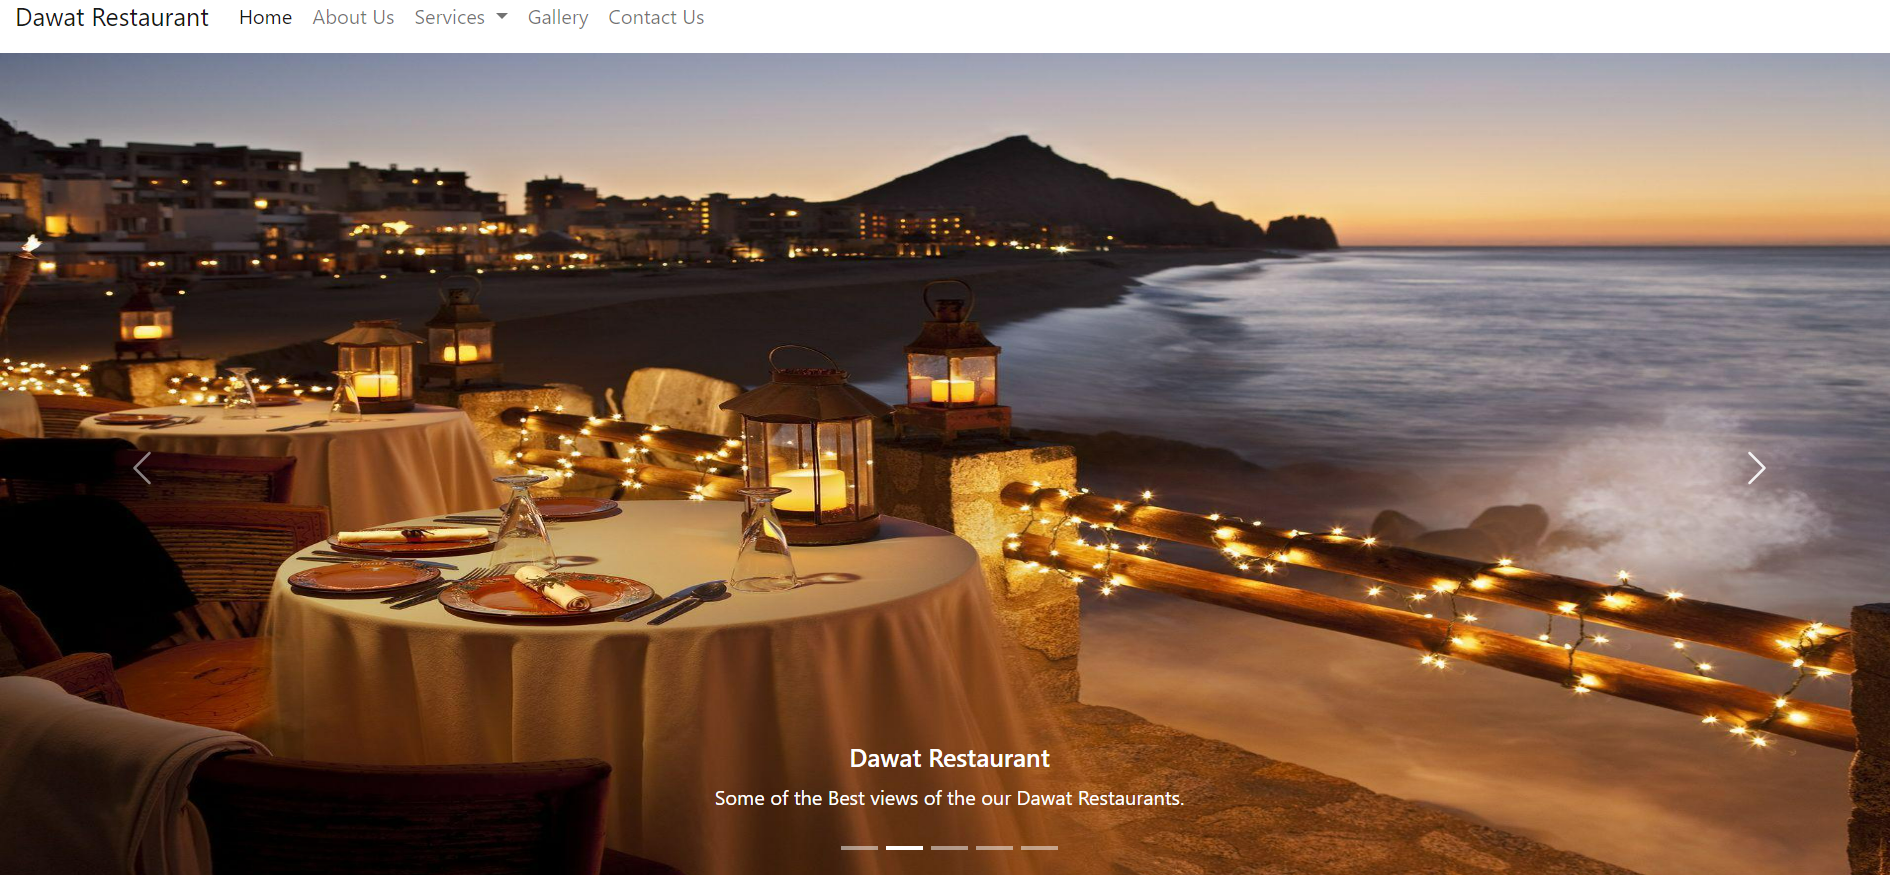 Dawat Restaurant Home About Us Services Gallery Contact Us
Dawat Restaurant
Some of the Best views of the our Dawat Restaurants.